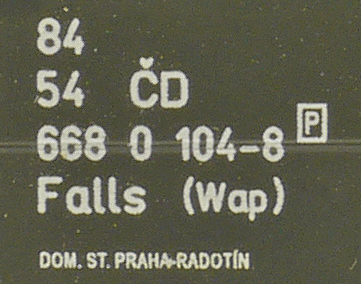 84
54 ČD
668 0 104-8 P
Falls (Wap)
DOM. ST. PRAHA-RADOTÍN